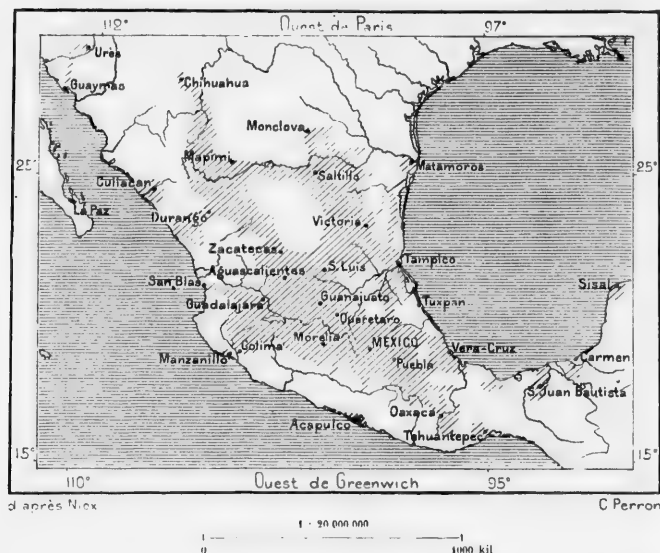 112° Ouest de Paris 97°
Ures
Guaymas
Chihuahua
Monclova
25° Mapimi Matamoros 25°
Saltillo
Culiacan
La Paz Durango
Victoria
Zacatecas
Tampico
Aguascalientes S. Luis
San Blas Sisal
Guanajuato Tuxpan
Guadalajara
Queretaro
Morelia MEXICO Vera-Cruz
Colima
Manzanillo Puebla Carmen
S. Juan Bautista
Oaxaca
Acapulco
Tehuantepec
15° 15°
110° Ouest de Greenwich 95°
d'après Niox C Perron
1 : 20 000 000
0 1000 kil